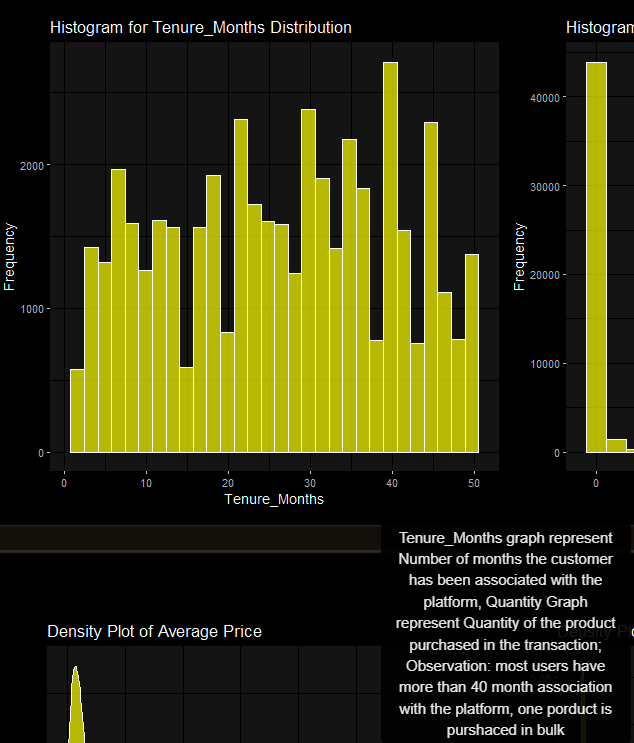 Histogram for Tenure_Months Distribution
Histogram
Frequency
2000
1000
0
0 10 20 30 40 50
Tenure_Months
Frequency
40000
30000
20000
10000
0
0
Tenure_Months graph represent
Number of months the customer
has been associated with the
platform, Quantity Graph
represent Quantity of the product
purchased in the transaction;
Observation: most users have
more than 40 month association
with the platform, one porduct is
purshaced in bulk
Density Plot of Average Price